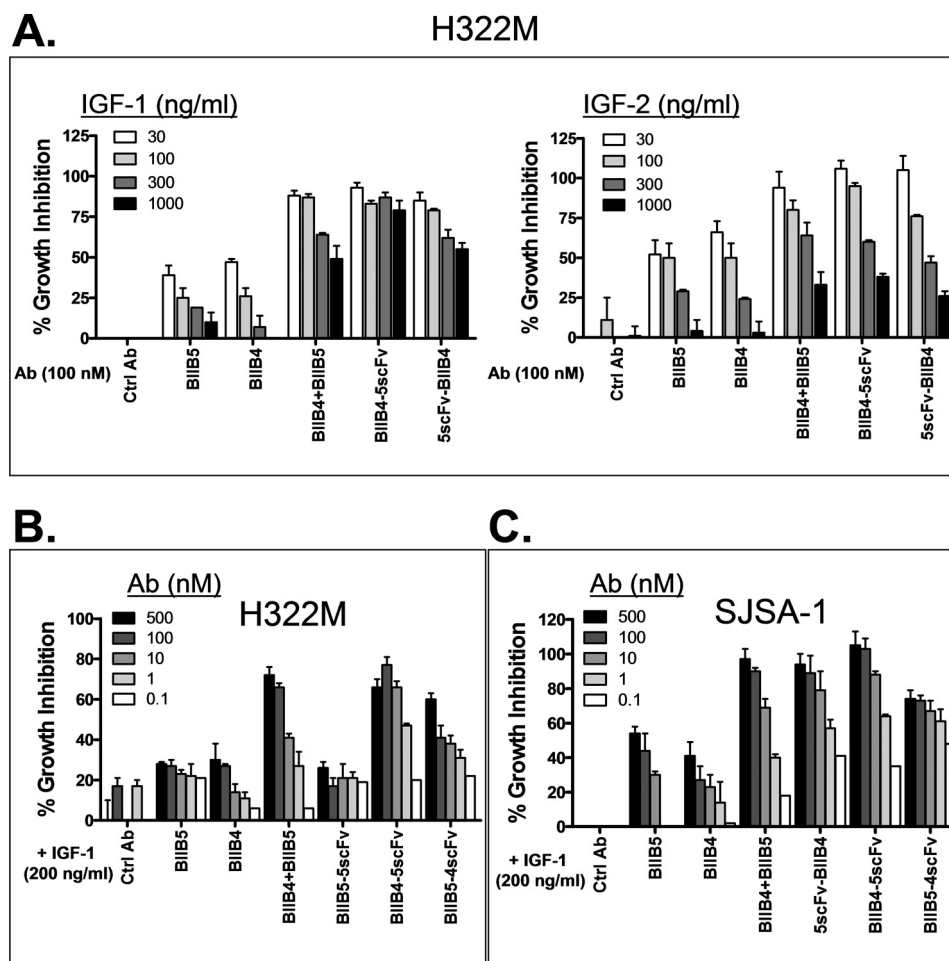 A.
H322M
IGF-1 (ng/ml)
30
100
300
1000
125
100
75
50
25
0
% Growth Inhibition
Ab (100 nM)
Ctrl Ab
BIIB5
BIIB4
BIIB4+BIIB5
BIIB4-5scFv
5scFv-BIIB4
IGF-2 (ng/ml)
30
100
300
1000
125
100
75
50
25
0
% Growth Inhibition
Ab (100 nM)
Ctrl Ab
BIIB5
BIIB4
BIIB4+BIIB5
BIIB4-5scFv
5scFv-BIIB4
B.
Ab (nM)
H322M
500
100
10
1
0.1
100
80
60
40
20
0
% Growth Inhibition
+ IGF-1
(200 ng/ml)
Ctrl Ab
BIIB5
BIIB4
BIIB4+BIIB5
BIIB5-5scFv
BIIB4-5scFv
BIIB5-4scFv
C.
Ab (nM)
SJSA-1
500
100
10
1
0.1
120
100
80
60
40
20
0
% Growth Inhibition
+ IGF-1
(200 ng/ml)
Ctrl Ab
BIIB5
BIIB4
BIIB4+BIIB5
5scFv-BIIB4
BIIB4-5scFv
BIIB5-4scFv